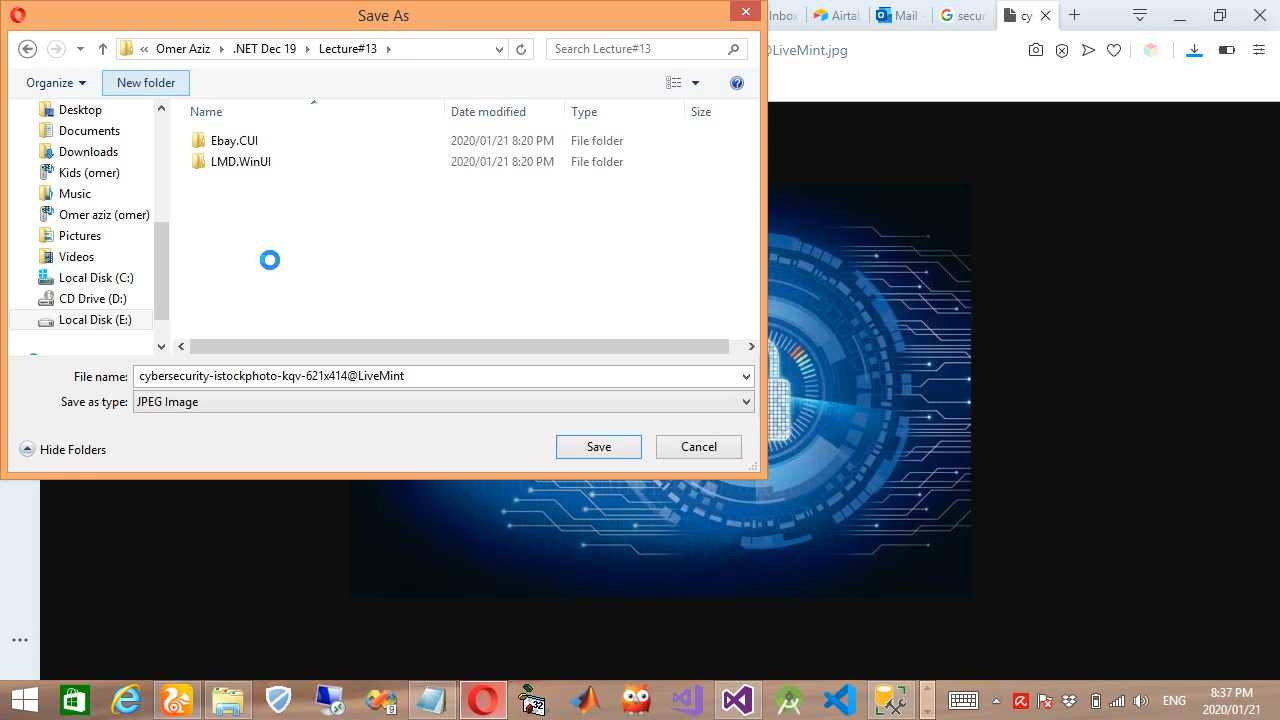 Save As
Inbox
Airtal
Mail
secur
cy
« Omer Aziz .NET Dec 19 Lecture#13
Search Lecture#13
@LiveMint.jpg
Organize
New folder
Desktop
Documents
Downloads
Kids (omer)
Music
Omer aziz (omer)
Pictures
Videos
Local Disk (C:)
CD Drive (D:)
Local Disk (E:)
Name Date modified Type Size
Ebay.CUI 2020/01/21 8:20 PM File folder
LMD.WinUI 2020/01/21 8:20 PM File folder
File name: cybersecurity-istockphoto-kqv-621x414@LiveMint
Save as type: JPEG Image
Hide Folders
Save
Cancel
ENG
8:37 PM
2020/01/21